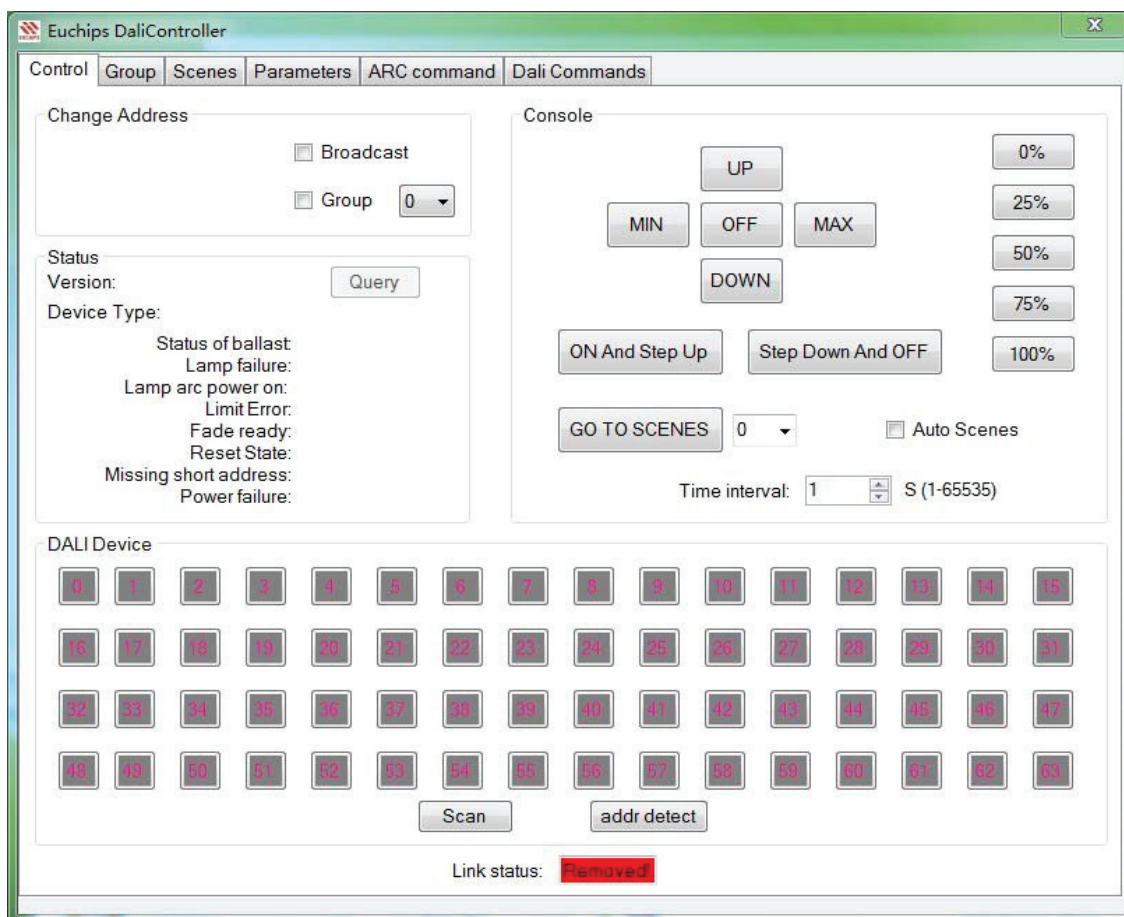 EUCHIPS Euchips DaliController X
Control Group Scenes Parameters ARC command Dali Commands
Change Address
Broadcast
Group 0
Status
Version: Query
Device Type:
Status of ballast:
Lamp failure:
Lamp arc power on:
Limit Error:
Fade ready:
Reset State:
Missing short address:
Power failure:
Console
UP
MIN OFF MAX
DOWN
0%
25%
50%
75%
100%
ON And Step Up Step Down And OFF
GO TO SCENES 0 Auto Scenes
Time interval: 1 S (1-65535)
DALI Device
0 1 2 3 4 5 6 7 8 9 10 11 12 13 14 15
16 17 18 19 20 21 22 23 24 25 26 27 28 29 30 31
32 33 34 35 36 37 38 39 40 41 42 43 44 45 46 47
48 49 50 51 52 53 54 55 56 57 58 59 60 61 62 63
Scan addr detect
Link status: Removed!